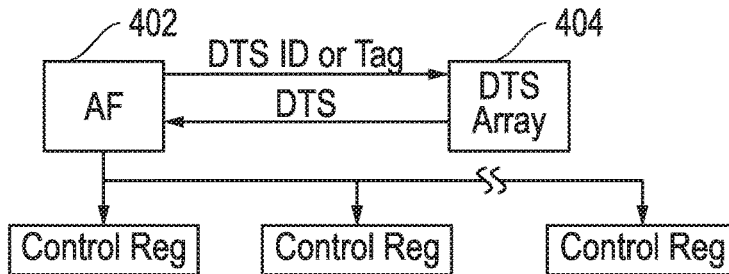 402
404
DTS ID or Tag
AF
DTS
DTS
Array
Control Reg
Control Reg
Control Reg